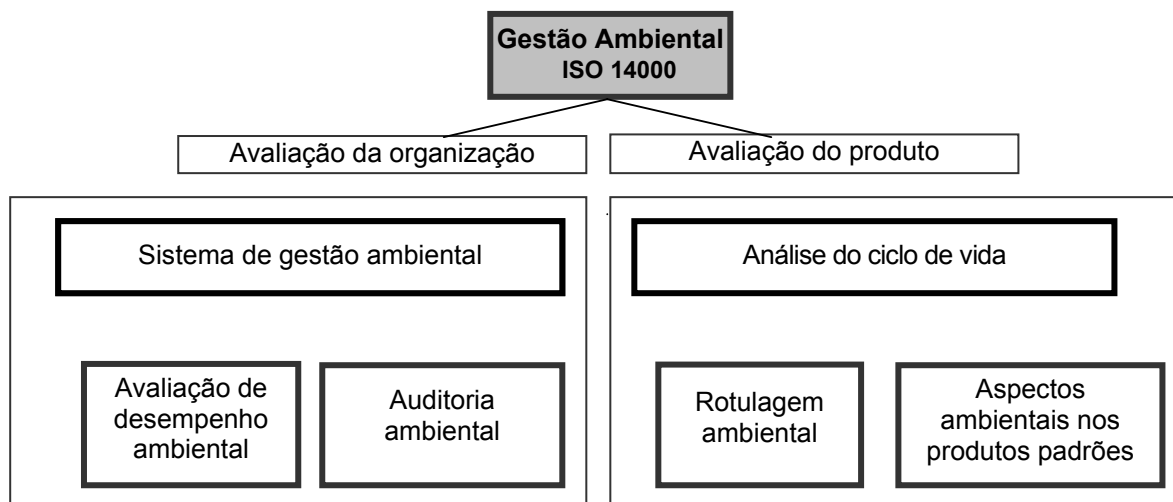 Gestão Ambiental
ISO 14000
Avaliação da organização
Avaliação do produto
Sistema de gestão ambiental
Análise do ciclo de vida
Avaliação de
desempenho
ambiental
Auditoria
ambiental
Rotulagem
ambiental
Aspectos
ambientais nos
produtos padrões